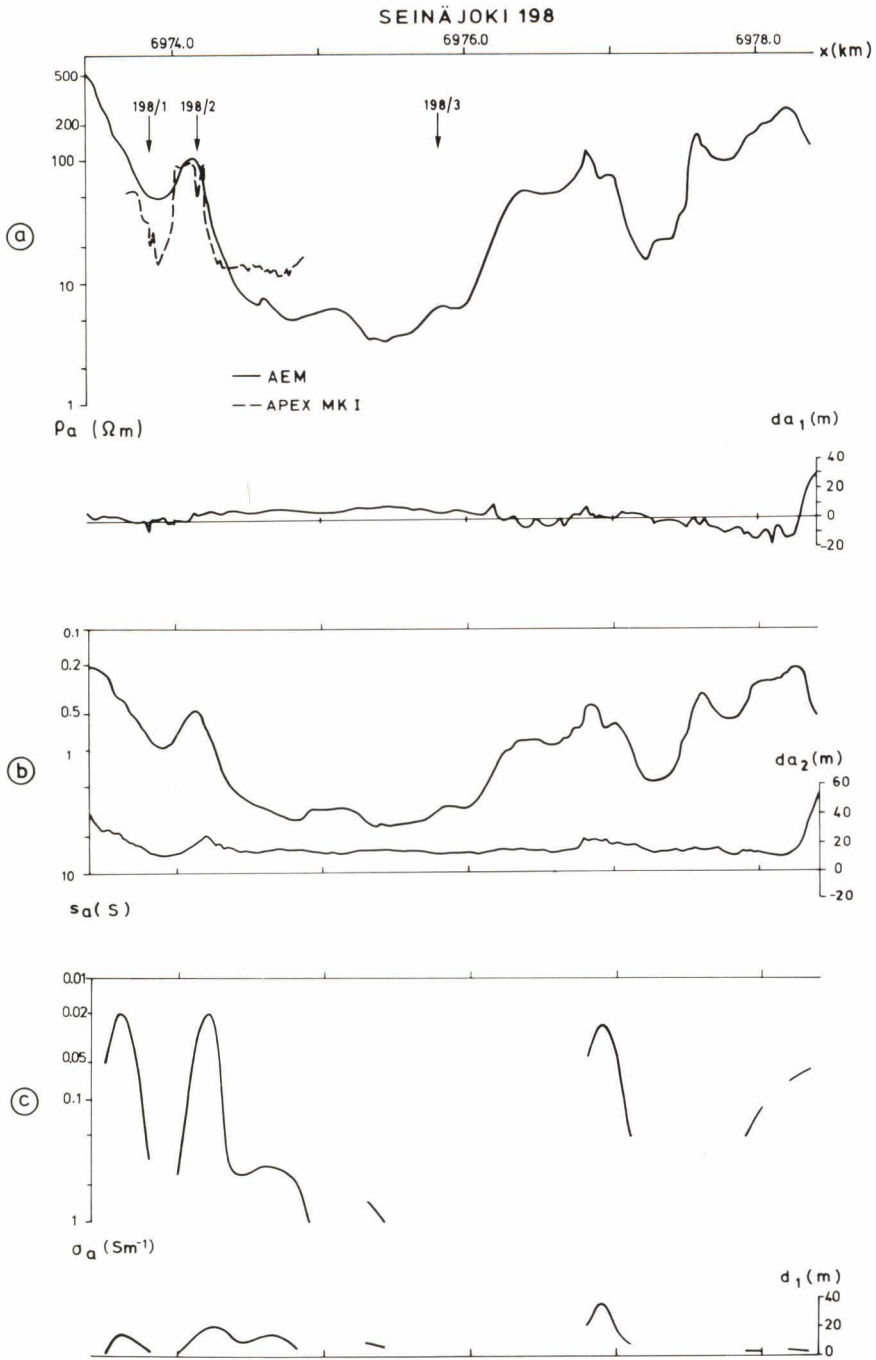 SEINÄJOKI 198
6974.0 6976.0 6978.0 x(km)
500
200
100
10
1
198/1 198/2 198/3
a
— AEM
--- APEX MK I
ρa (Ωm)
da1 (m)
40
20
0
-20
0.1
0.2
0.5
1
10
b
da2 (m)
60
40
20
0
-20
sa(S)
0.01
0.02
0.05
0.1
1
c
σa (Sm-1)
d1 (m)
40
20
0